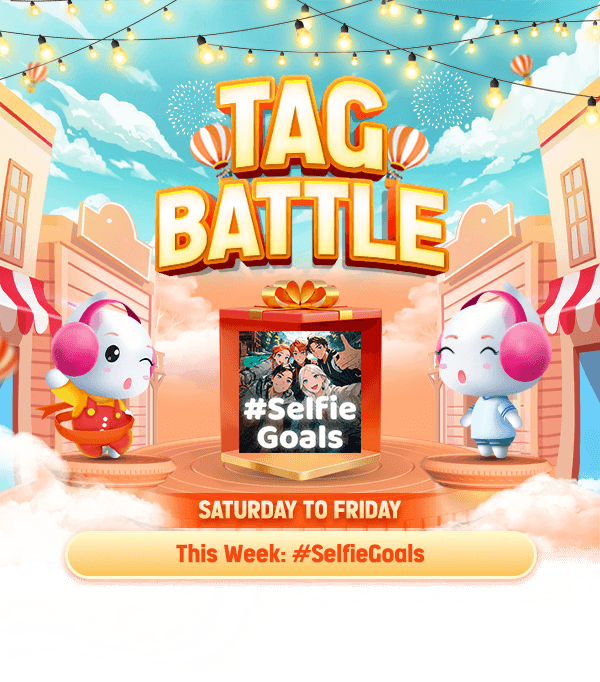 TAG
BATTLE
#Selfie
Goals
SATURDAY TO FRIDAY
This Week: #SelfieGoals